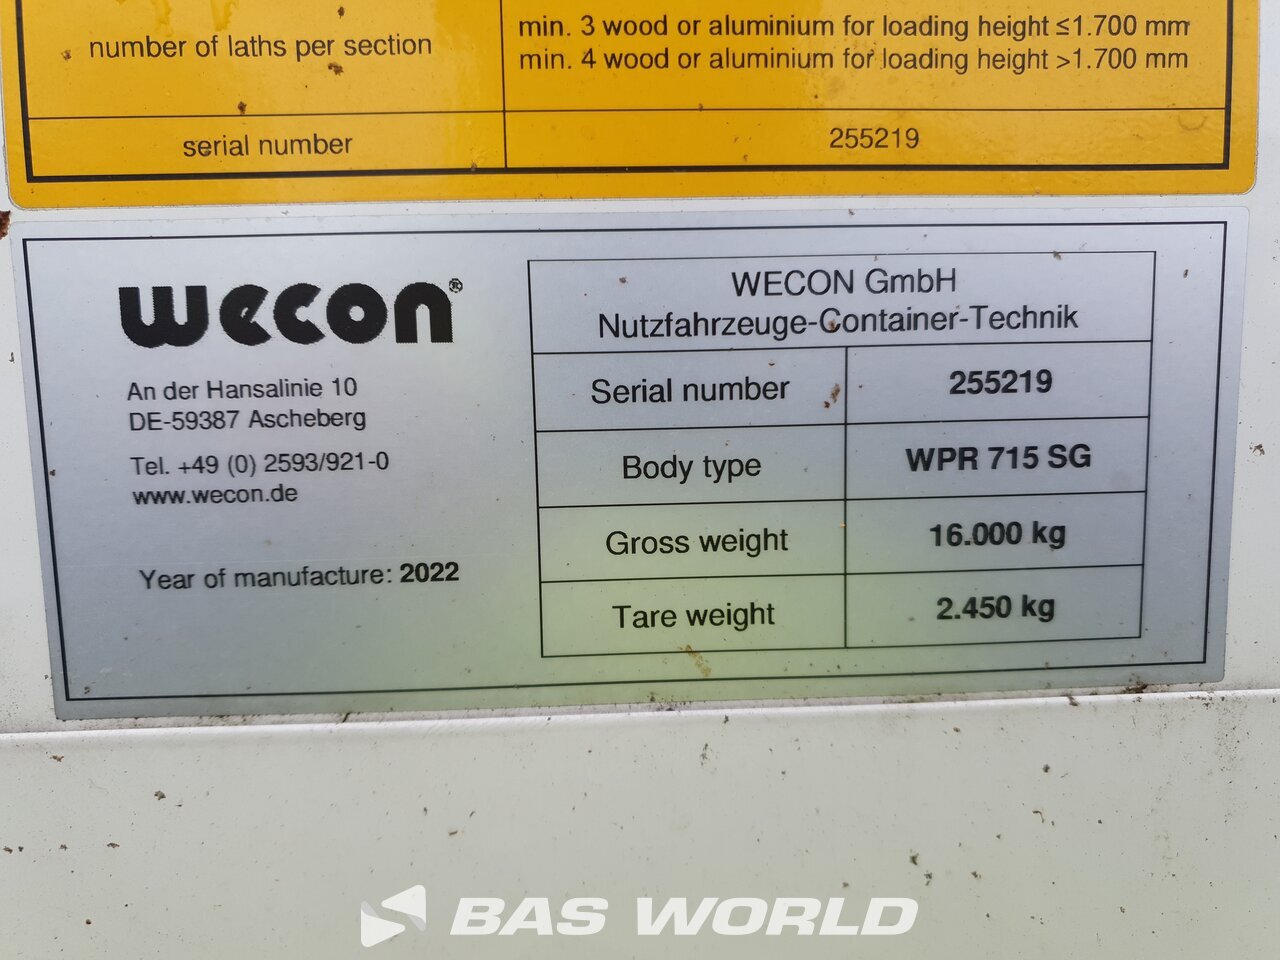 number of laths per section
min. 3 wood or aluminium for loading height ≤1.700 mm
min. 4 wood or aluminium for loading height >1.700 mm
serial number
255219
wecon®
An der Hansalinie 10
DE-59387 Ascheberg
Tel. +49 (0) 2593/921-0
www.wecon.de
Year of manufacture: 2022
WECON GmbH
Nutzfahrzeuge-Container-Technik
Serial number 255219
Body type WPR 715 SG
Gross weight 16.000 kg
Tare weight 2.450 kg
BAS WORLD